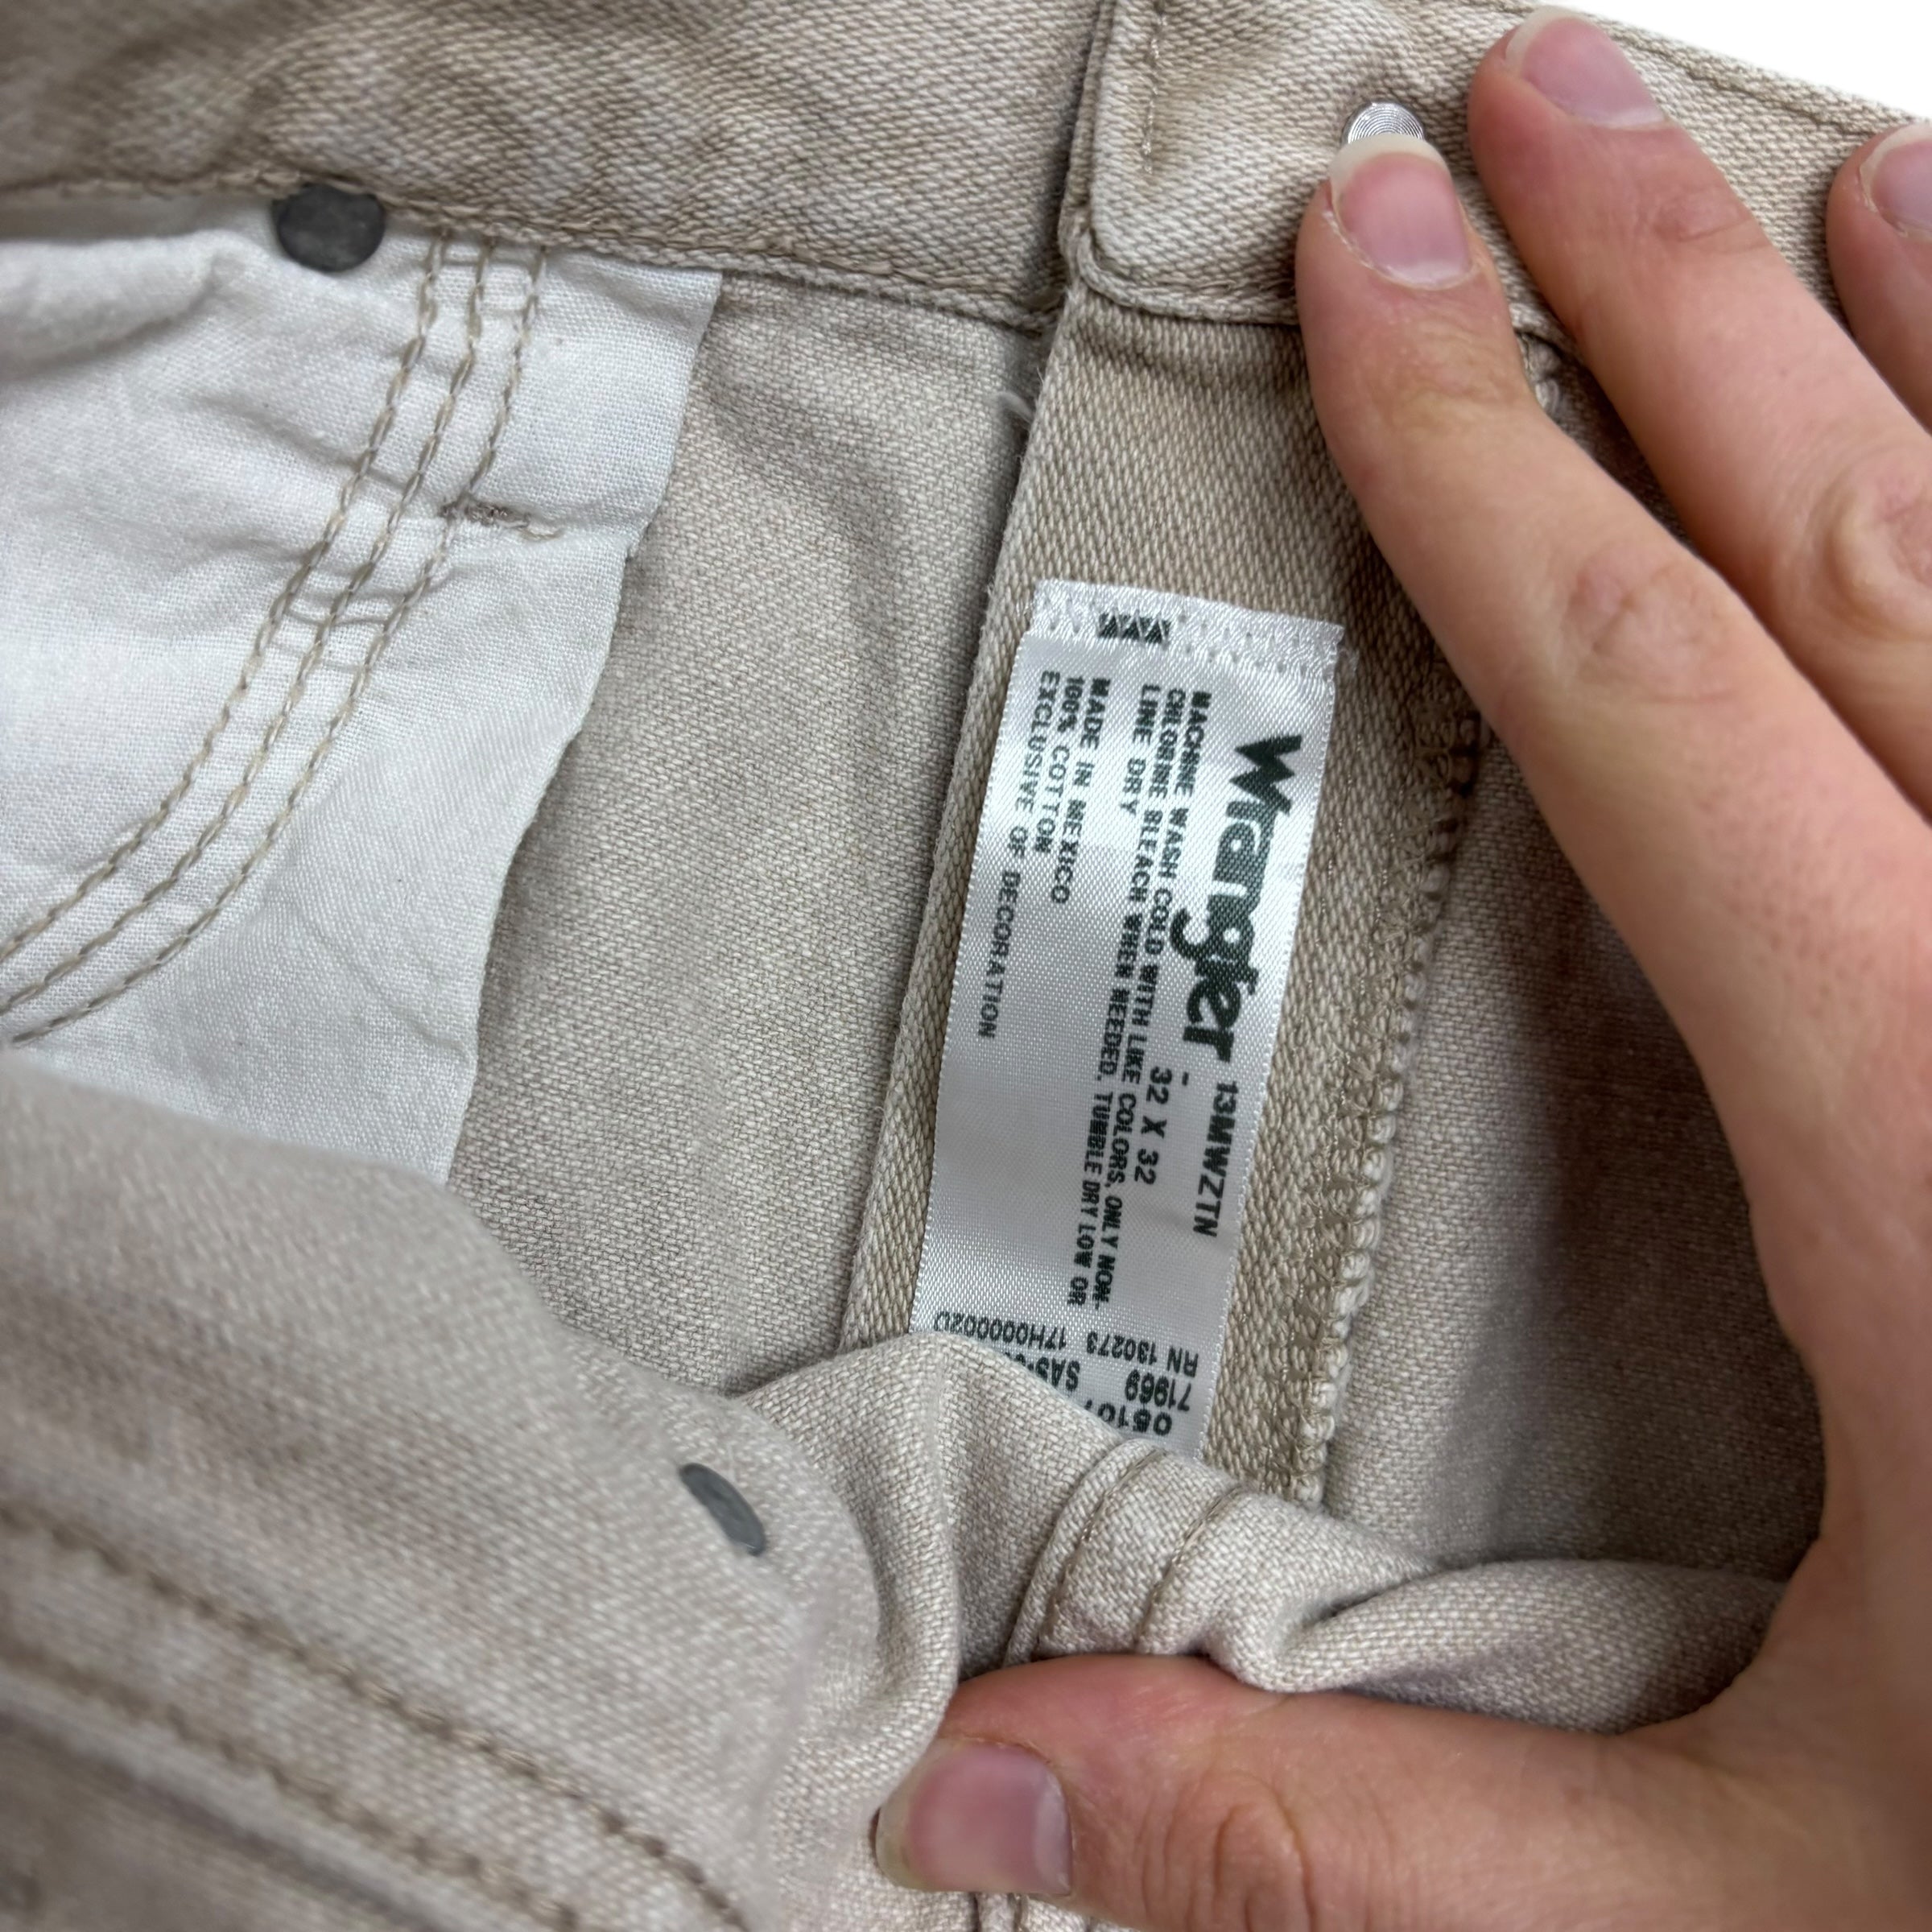 Wrangler 13MWZTN
- 32 X 32
MACHINE WASH COLD WITH LIKE COLORS. ONLY NON-
CHLORINE BLEACH WHEN NEEDED. TUMBLE DRY LOW OR
LINE DRY
MADE IN MEXICO
100% COTTON
EXCLUSIVE OF DECORATION
RN 130273 17H000002U
71969